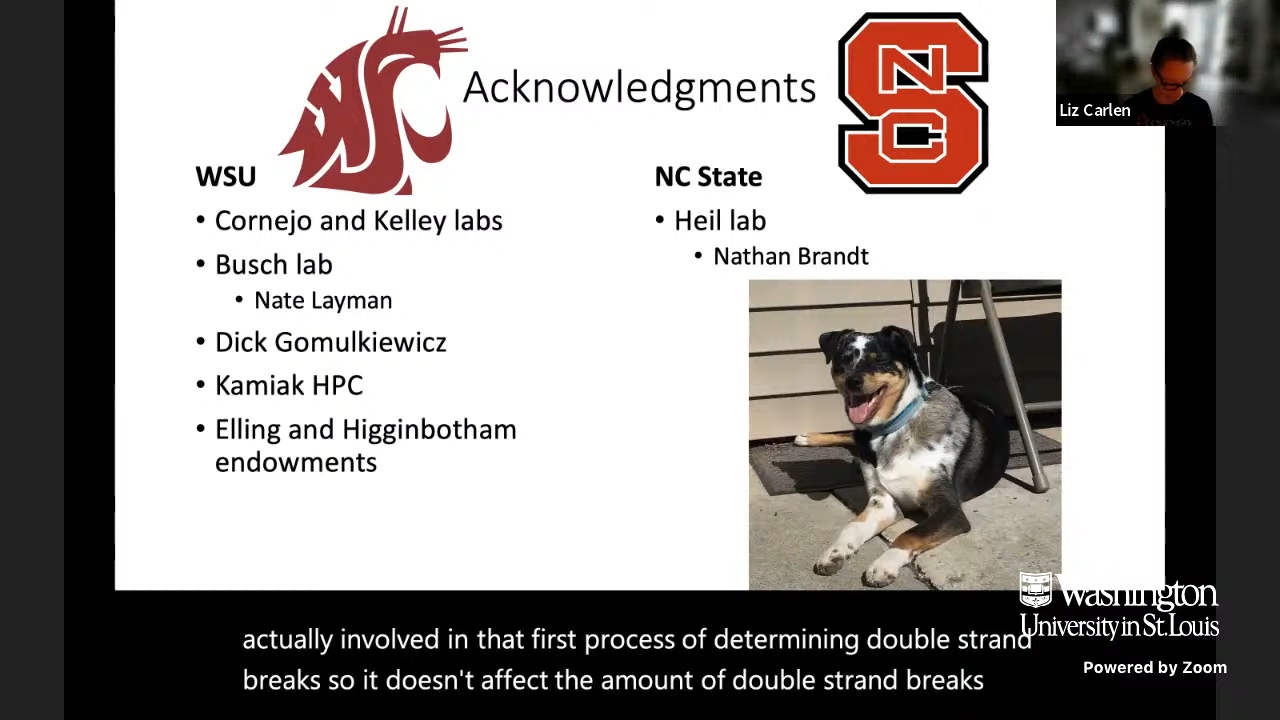 Acknowledgments
WSU
• Cornejo and Kelley labs
• Busch lab
• Nate Layman
• Dick Gomulkiewicz
• Kamiak HPC
• Elling and Higginbotham
endowments
NC State
• Heil lab
• Nathan Brandt
WSC
NSC
Liz Carlen
actually involved in that first process of determining double strand
breaks so it doesn't affect the amount of double strand breaks
Washington
University in St. Louis
Powered by Zoom